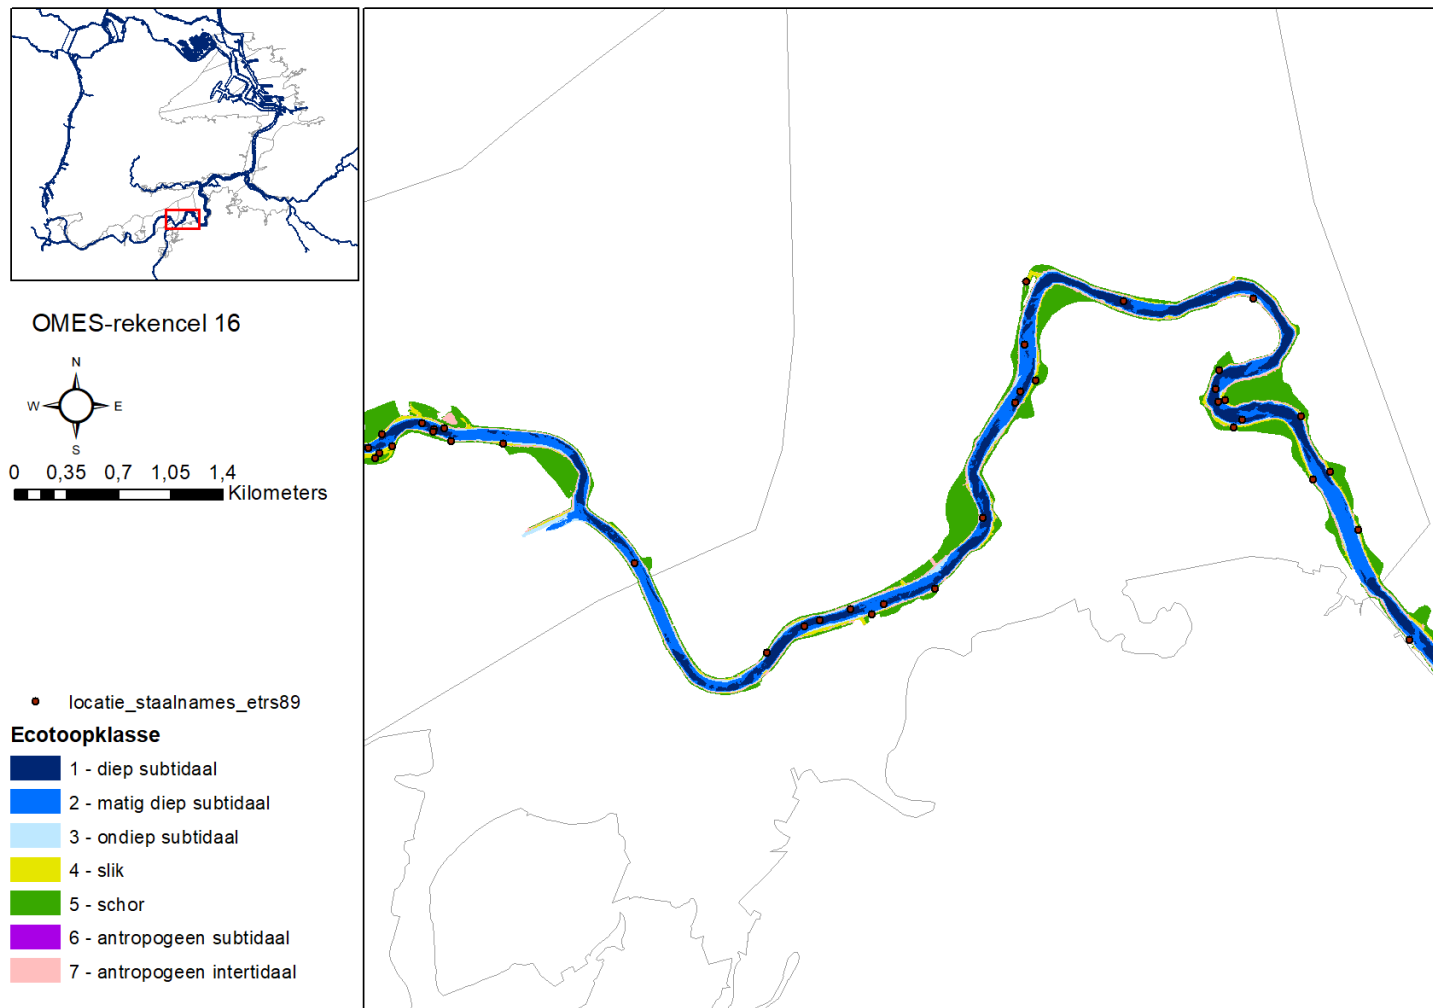 OMES-rekencel 16
N
W E
S
0 0,35 0,7 1,05 1,4
Kilometers
locatie_staalnames_etrs89
Ecotoopklasse
1 - diep subtidaal
2 - matig diep subtidaal
3 - ondiep subtidaal
4 - slik
5 - schor
6 - antropogeen subtidaal
7 - antropogeen intertidaal